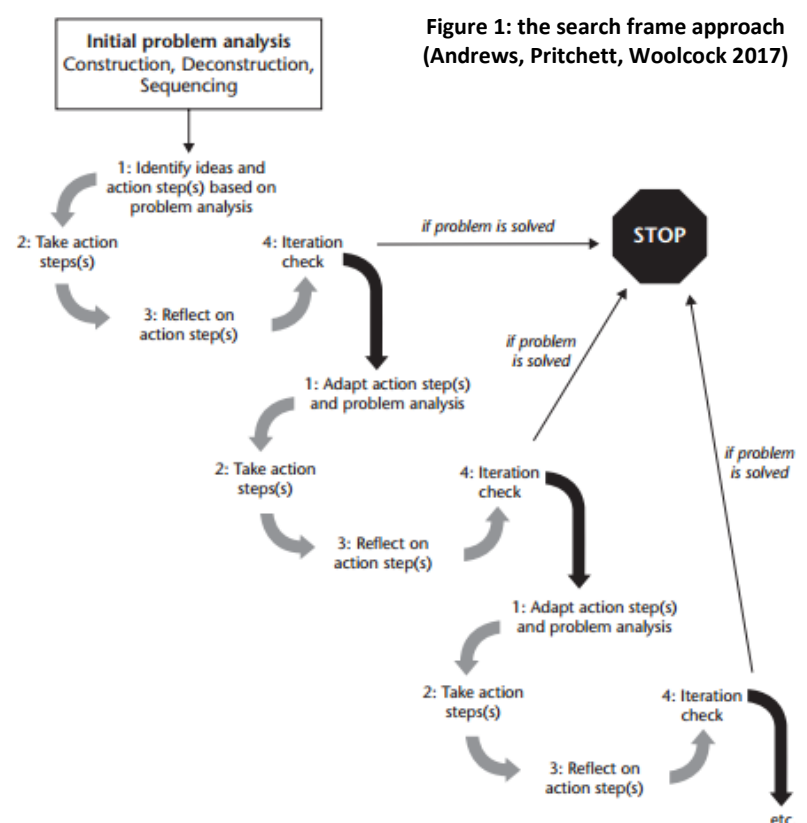 Figure 1: the search frame approach
(Andrews, Pritchett, Woolcock 2017)
Initial problem analysis
Construction, Deconstruction,
Sequencing
1: Identify ideas and
action step(s) based on
problem analysis
2: Take action
steps(s)
3: Reflect on
action step(s)
4: Iteration
check
if problem is solved
STOP
1: Adapt action step(s)
and problem analysis
2: Take action
steps(s)
3: Reflect on
action step(s)
4: Iteration
check
if problem
is solved
1: Adapt action step(s)
and problem analysis
2: Take action
steps(s)
3: Reflect on
action step(s)
4: Iteration
check
if problem
is solved
etc